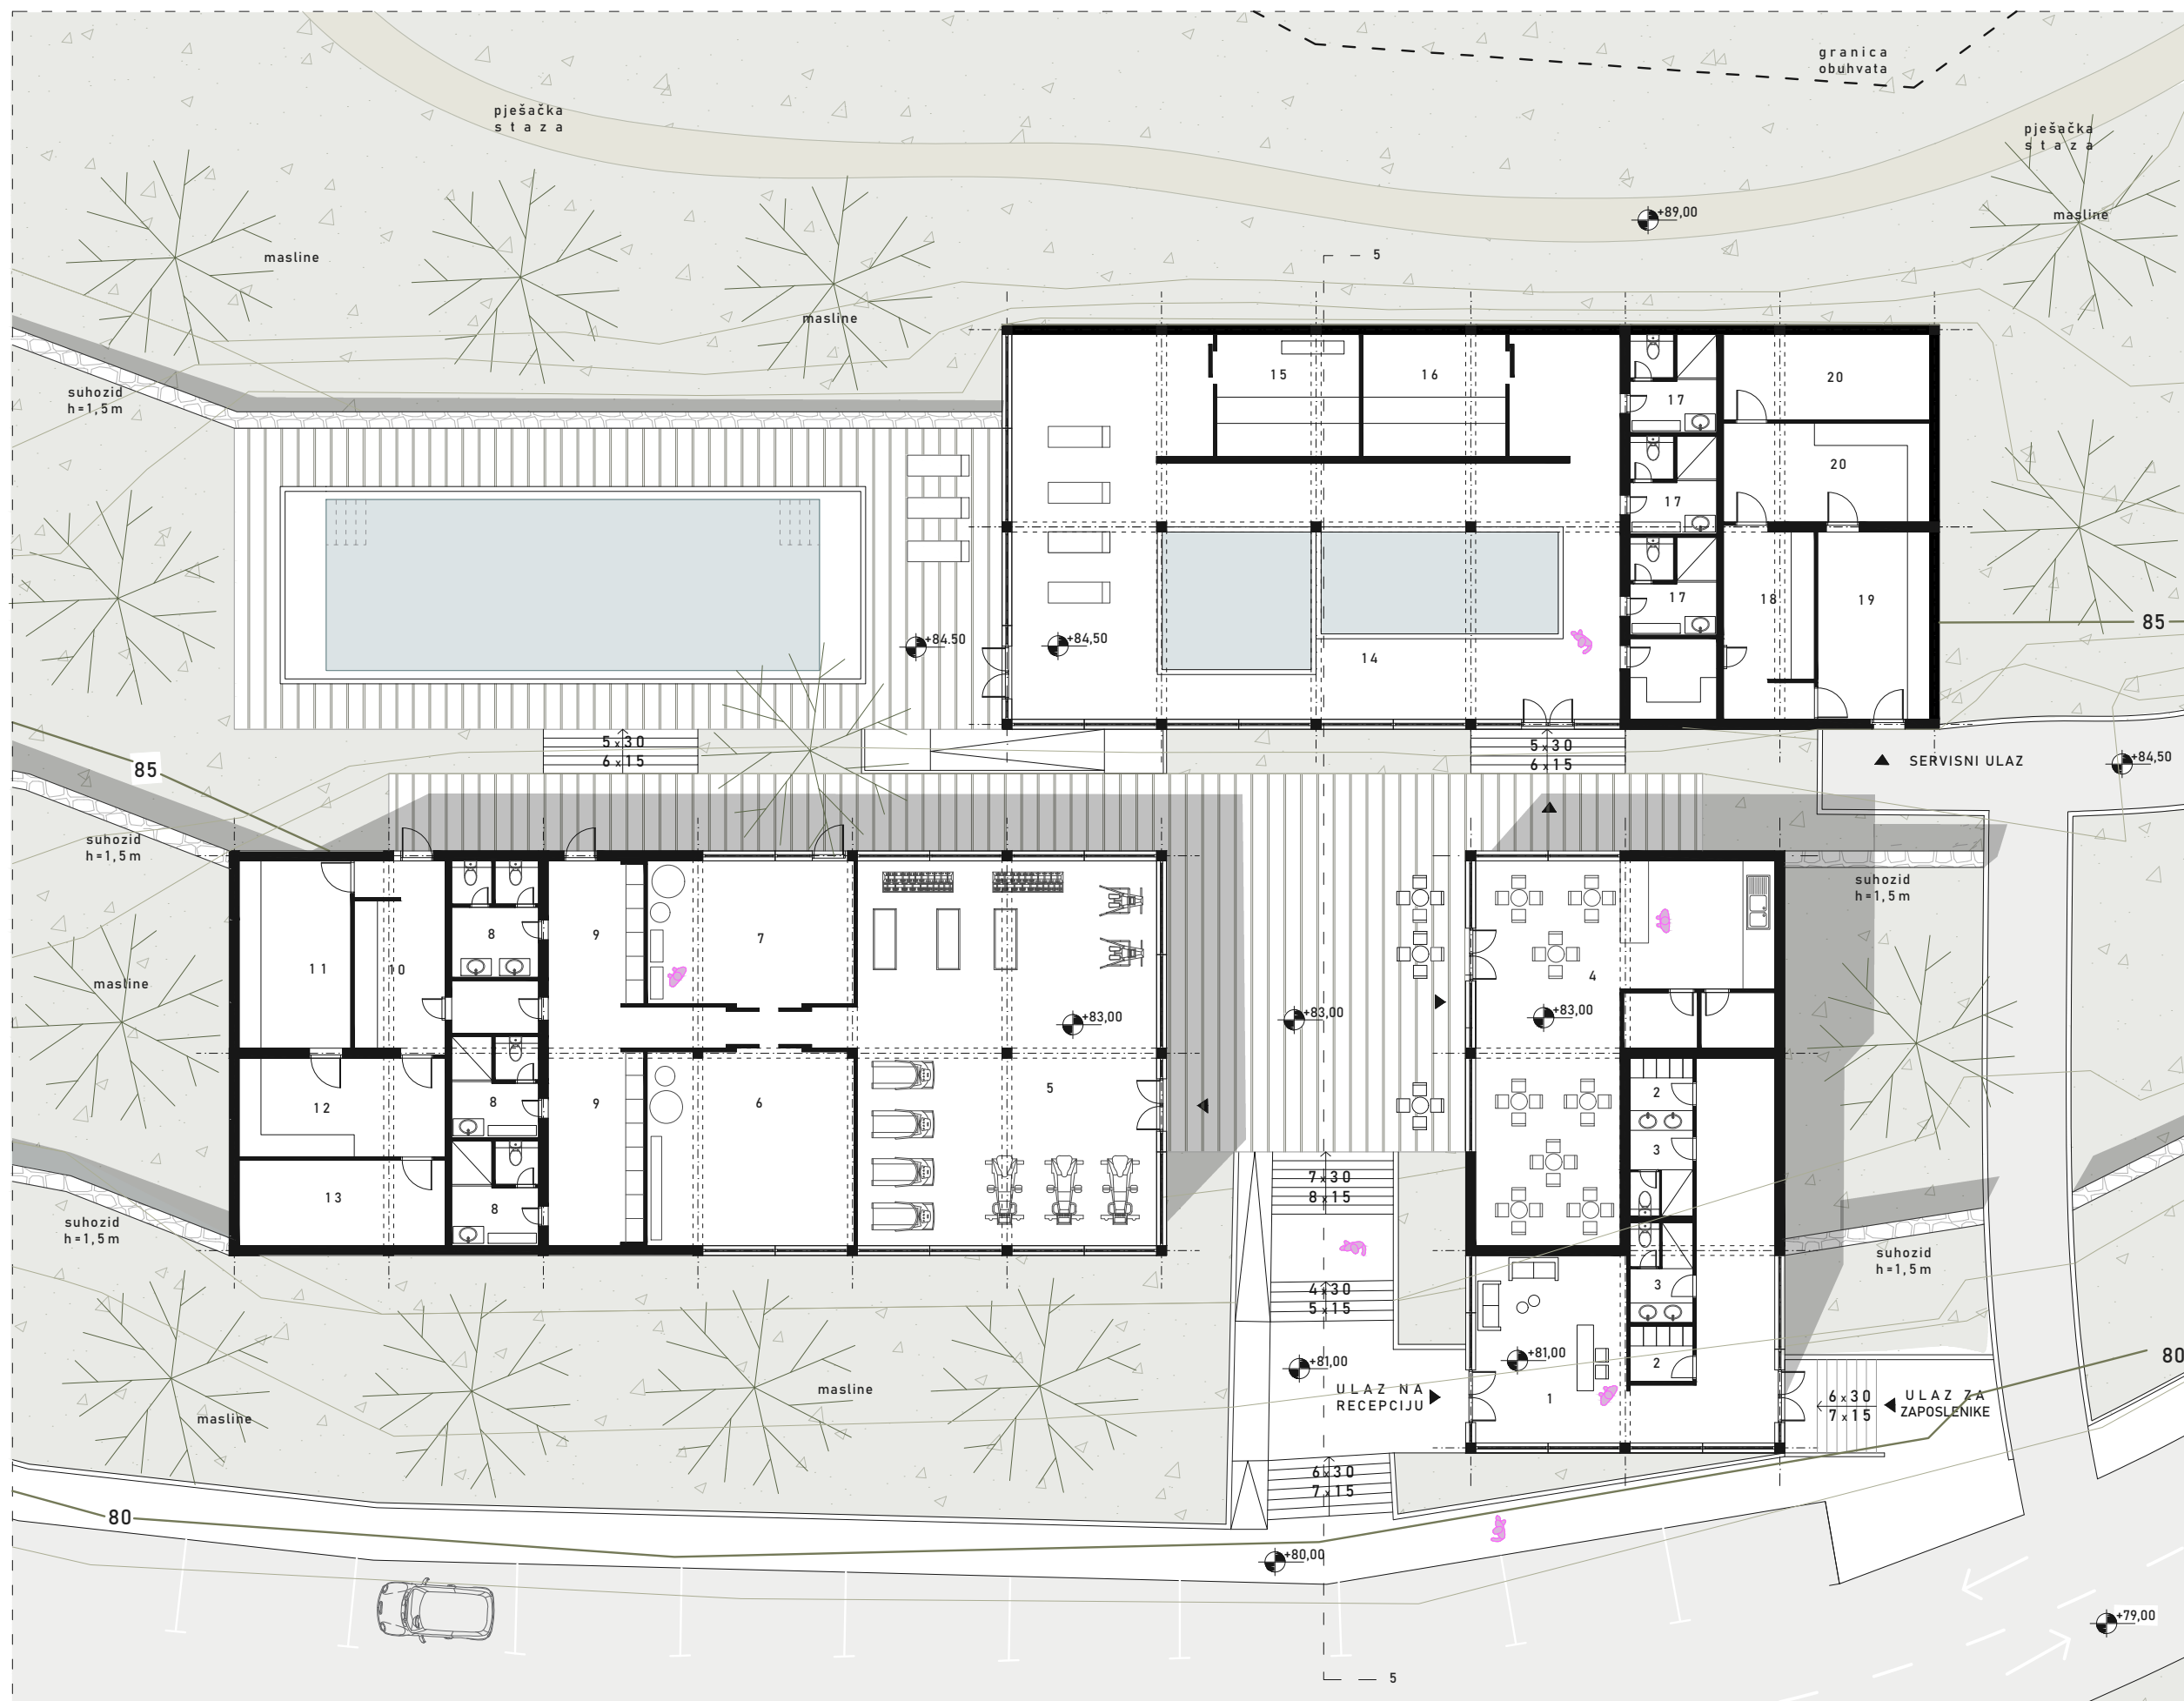 granica
obuhvata
pješačka
staza
pješačka
staza
masline
+89,00
masline
5
masline
suhozid
h=1,5m
15
16
17
20
20
17
17
18
19
85
+84.50
+84,50
14
5x30
6x15
5x30
6x15
SERVISNI ULAZ
+84,50
85
suhozid
h=1,5m
suhozid
h=1,5m
8
9
7
11
10
4
masline
+83,00
+83,00
+83,00
5
2
12
8
9
6
3
7x30
8x15
13
8
suhozid
h=1,5m
suhozid
h=1,5m
3
4x30
5x15
+81,00
+81,00
2
80
masline
ULAZ NA
RECEPCIJU
1
6x30
7x15
ULAZ ZA
ZAPOSLENIKE
masline
6x30
7x15
80
+80,00
+79,00
5